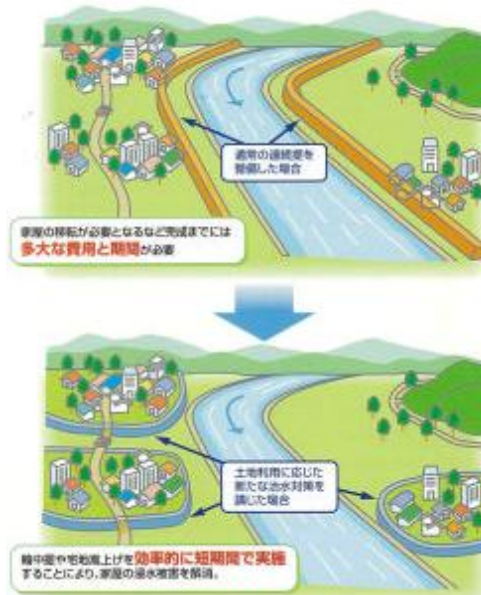 通常の連続堤を
整備した場合
家屋の移転が必要となるなど完成までには
多大な費用と期間が必要
土地利用に応じた
新たな治水対策を
講じた場合
輪中堤や宅地嵩上げを効率的に短期間で実施
することにより、家屋の浸水被害を解消。